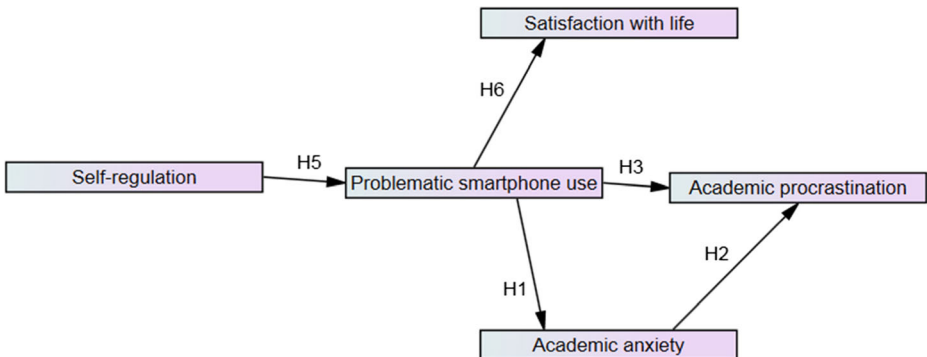 Satisfaction with life
H6
Self-regulation
H5
Problematic smartphone use
H3
Academic procrastination
H2
H1
Academic anxiety